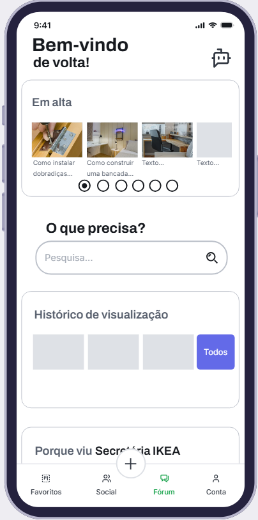 9:41
Bem-vindo
de volta!
Em alta
Como instalar
dobradiças...
Como construir
uma bancada...
Texto...
Texto...
O que precisa?
Pesquisa...
Histórico de visualização
Todos
Porque viu Secretária IKEA
Favoritos
Social
Fórum
Conta